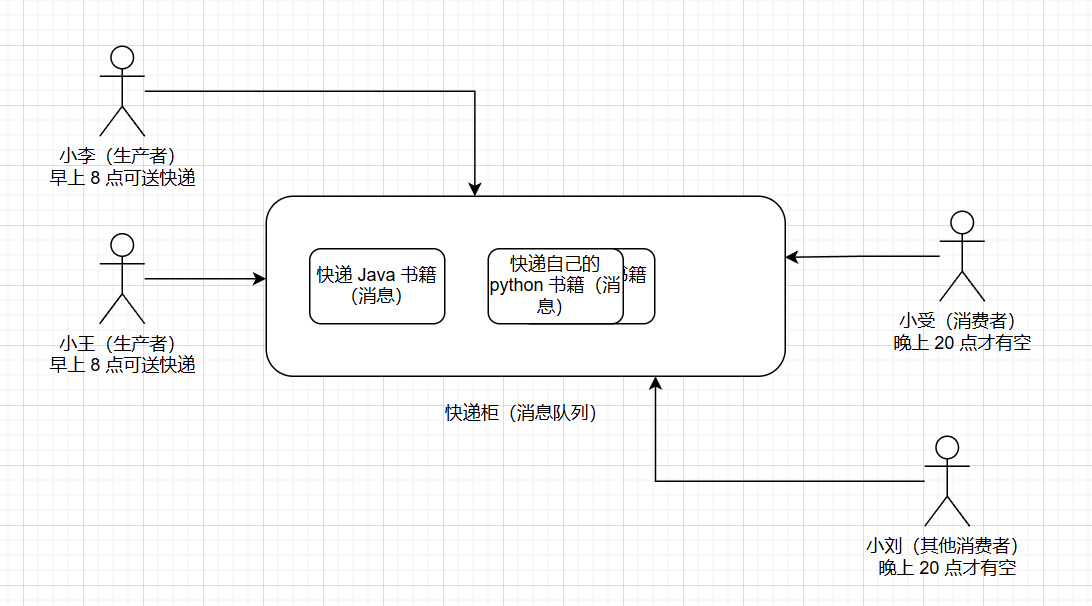 小李（生产者）
早上 8 点可送快递
快递 Java 书籍
（消息）
快递自己的
python 书籍（消
息）
书籍
小王（生产者）
早上 8 点可送快递
小受（消费者）
晚上 20 点才有空
快递柜（消息队列）
小刘（其他消费者）
晚上 20 点才有空